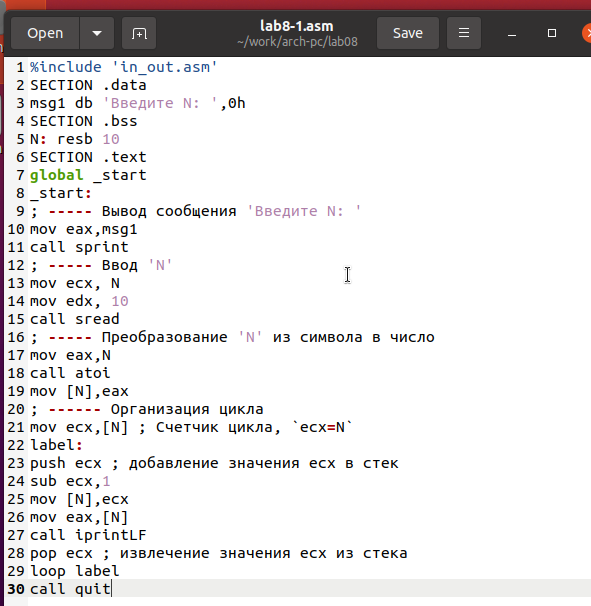 Open
lab8-1.asm
~/work/arch-pc/lab08
Save
1 %include 'in_out.asm'
2 SECTION .data
3 msg1 db 'Введите N: ',0h
4 SECTION .bss
5 N: resb 10
6 SECTION .text
7 global _start
8 _start:
9 ; ----- Вывод сообщения 'Введите N: '
10 mov eax,msg1
11 call sprint
12 ; ----- Ввод 'N'
13 mov ecx, N
14 mov edx, 10
15 call sread
16 ; ----- Преобразование 'N' из символа в число
17 mov eax,N
18 call atoi
19 mov [N],eax
20 ; ------ Организация цикла
21 mov ecx,[N] ; Счетчик цикла, `ecx=N`
22 label:
23 push ecx ; добавление значения ecx в стек
24 sub ecx,1
25 mov [N],ecx
26 mov eax,[N]
27 call iprintLF
28 pop ecx ; извлечение значения ecx из стека
29 loop label
30 call quit